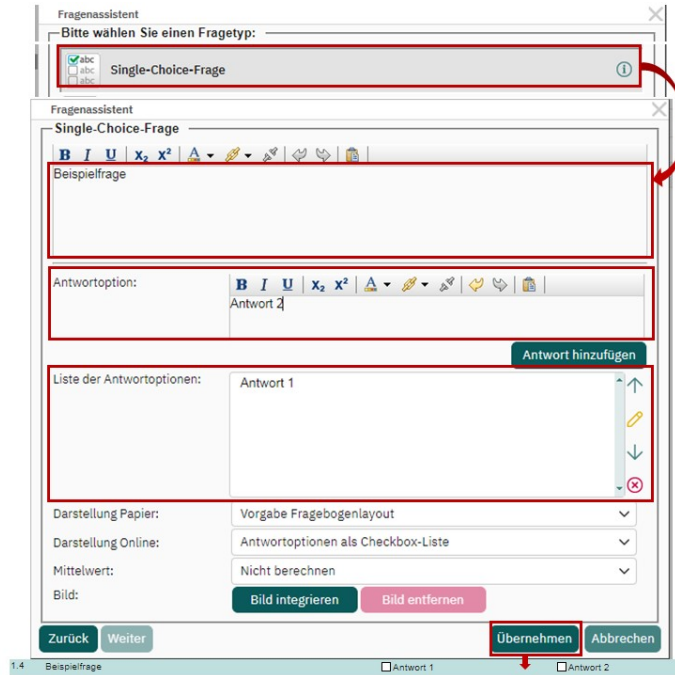 Fragenassistent
Bitte wählen Sie einen Fragetyp:
abc
abc
abc
Single-Choice-Frage
Fragenassistent
Single-Choice-Frage
B I U X₂ X² A
Beispielfrage
Antwortoption:
B I U X₂ X² A
Antwort 2
Antwort hinzufügen
Liste der Antwortoptionen:
Antwort 1
Darstellung Papier: Vorgabe Fragebogenlayout
Darstellung Online: Antwortoptionen als Checkbox-Liste
Mittelwert: Nicht berechnen
Bild: Bild integrieren Bild entfernen
Zurück Weiter Übernehmen Abbrechen
1.4 Beispielfrage Antwort 1 Antwort 2